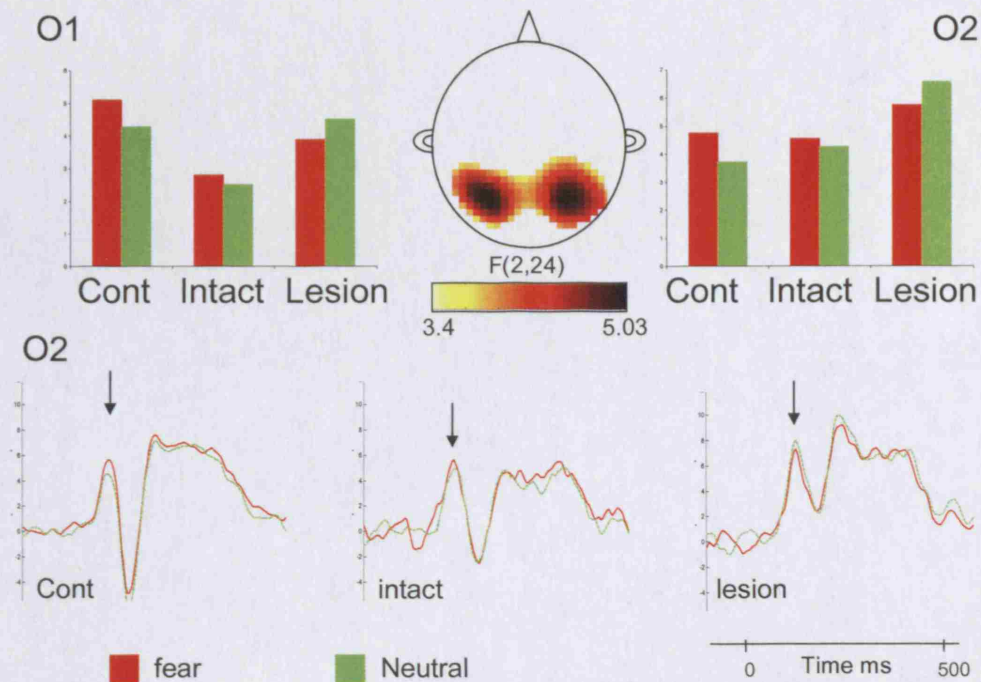 O1
O2
Cont Intact Lesion
F(2,24)
3.4 5.03
Cont Intact Lesion
O2
Cont
intact
lesion
fear
Neutral
0 Time ms 500